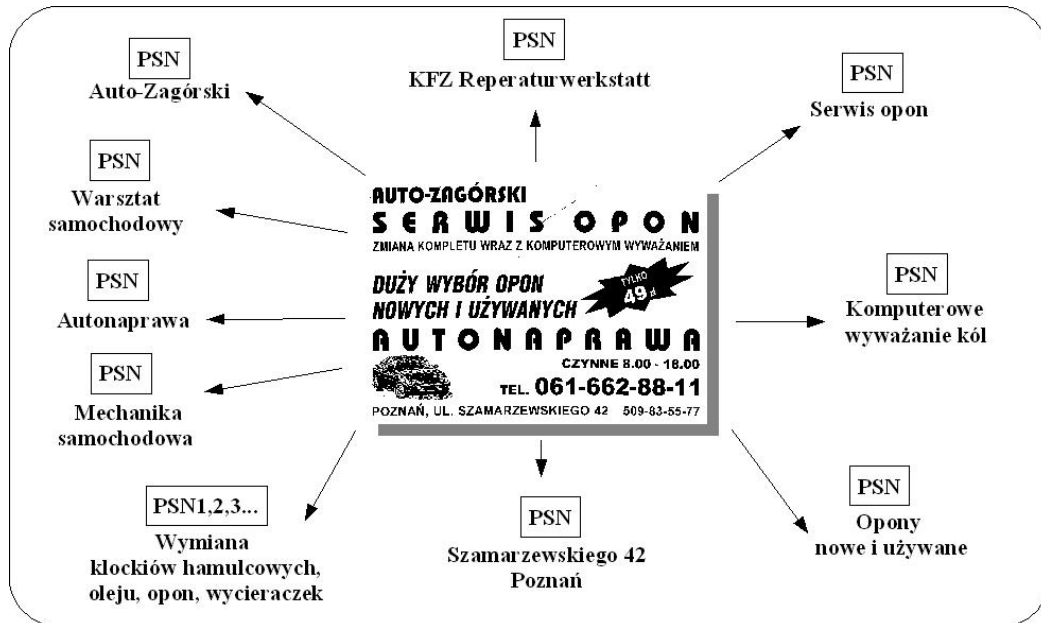 PSN
Auto-Zagórski
PSN
KFZ Reperaturwerkstatt
PSN
Serwis opon
PSN
Warsztat
samochodowy
PSN
Autonaprawa
PSN
Mechanika
samochodowa
PSN1,2,3...
Wymiana
klockiów hamulcowych,
oleju, opon, wycieraczek
AUTO-ZAGÓRSKI
SERWIS OPON
ZMIANA KOMPLETU WRAZ Z KOMPUTEROWYM WYWAŻANIEM
DUŻY WYBÓR OPON
NOWYCH I UŻYWANYCH
TYLKO
49 zł
AUTONAPRAWA
CZYNNE 8.00 - 18.00
TEL. 061-662-88-11
POZNAŃ, UL. SZAMARZEWSKIEGO 42 509-83-55-77
PSN
Szamarzewskiego 42
Poznań
PSN
Komputerowe
wyważanie kól
PSN
Opony
nowe i używane